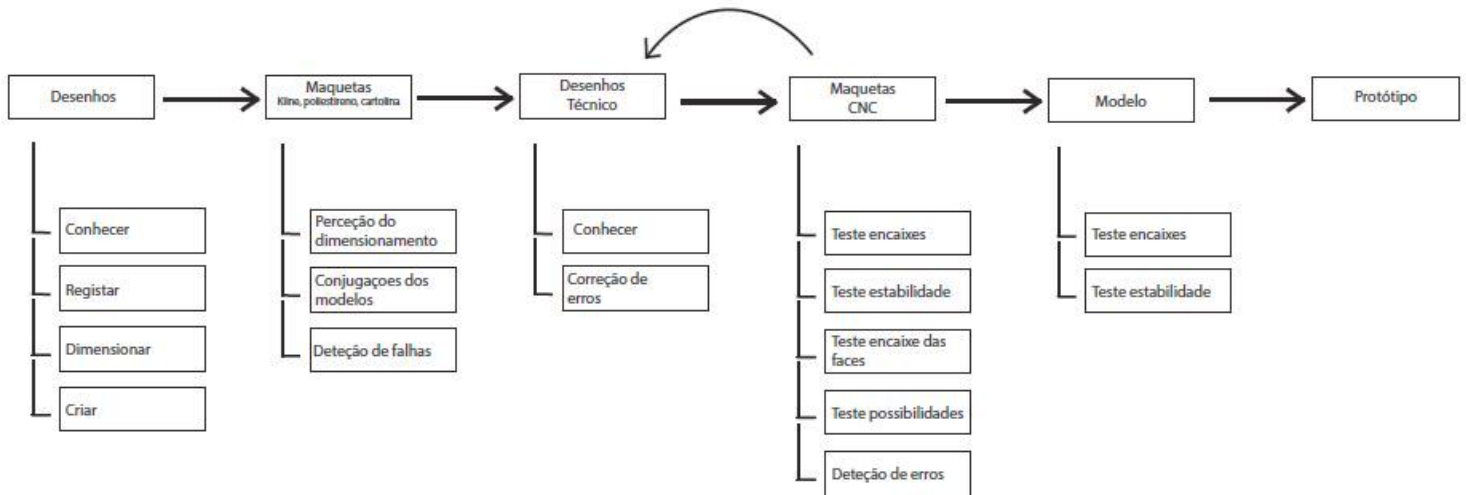 Desenhos
Maquetas
Kline, poliestireno, cartolina
Desenhos
Técnico
Maquetas
CNC
Modelo
Protótipo
Conhecer
Registar
Dimensionar
Criar
Perceção do
dimensionamento
Conjugaçoes dos
modelos
Deteção de falhas
Conhecer
Correção de
erros
Teste encaixes
Teste estabilidade
Teste encaixe das
faces
Teste possibilidades
Deteção de erros
Teste encaixes
Teste estabilidade